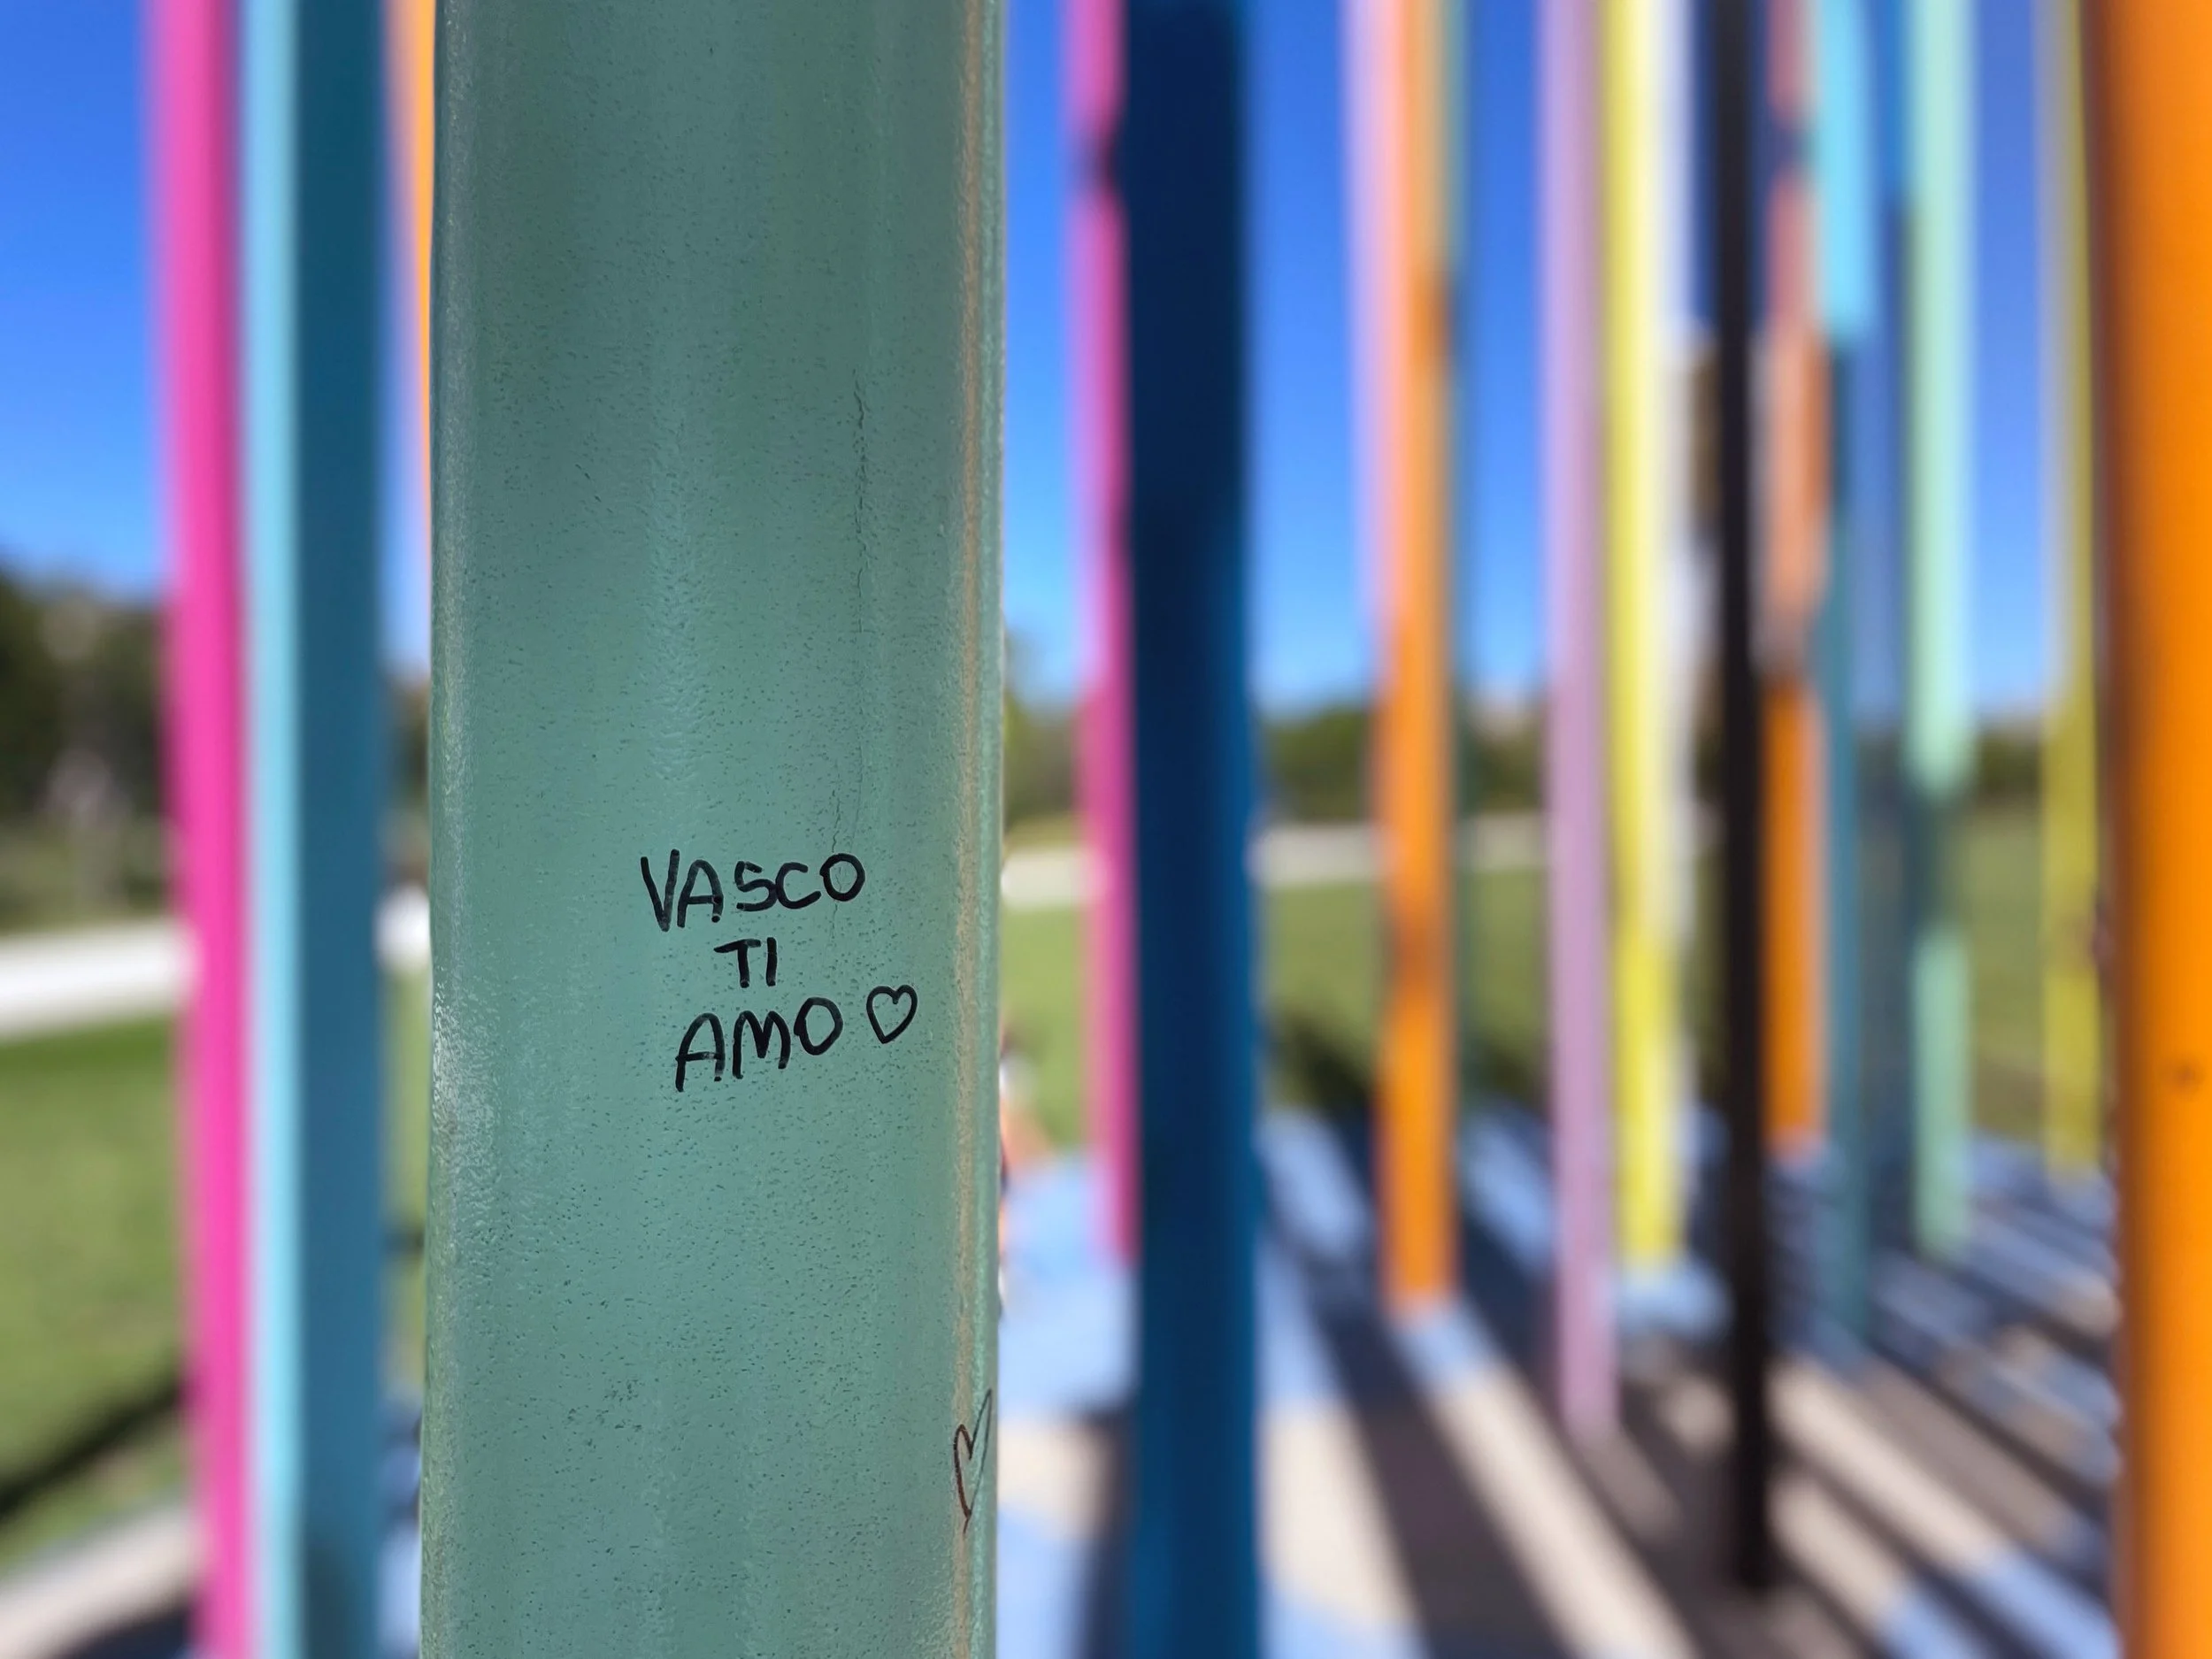 VASCO
TI
AMO ♡